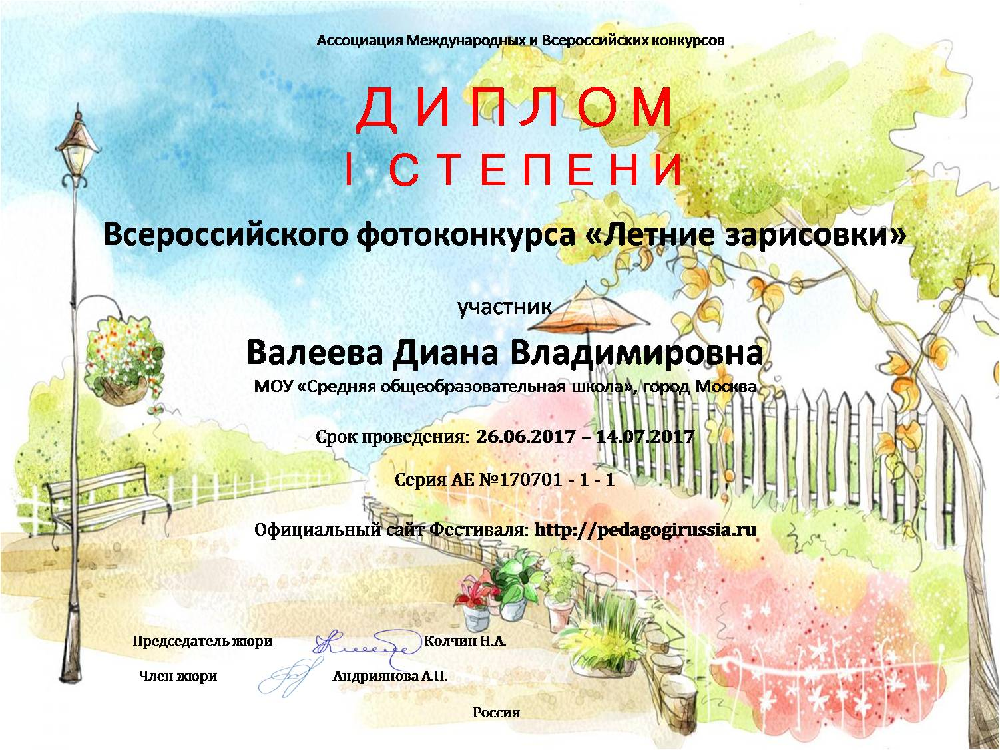 Ассоциация Международных и Всероссийских конкурсов
ДИПЛОМ
I СТЕПЕНИ
Всероссийского фотоконкурса «Летние зарисовки»
участник
Валеева Диана Владимировна
МОУ «Средняя общеобразовательная школа», город Москва
Срок проведения: 26.06.2017 – 14.07.2017
Серия АЕ №170701 - 1 - 1
Официальный сайт Фестиваля: http://pedagogirussia.ru
Председатель жюри Колчин Н.А.
Член жюри Андриянова А.П.
Россия